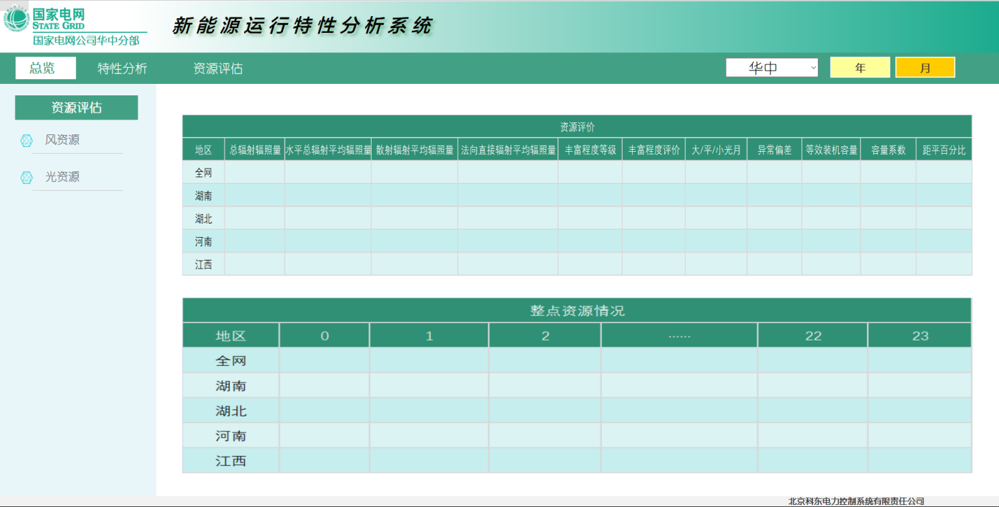 国家电网
STATE GRID
国家电网公司华中分部
新能源运行特性分析系统
总览 特性分析 资源评估 华中 年 月
资源评估
风资源
光资源
资源评价
地区 总辐射辐照量 水平总辐射平均辐照量 散射辐射平均辐照量 法向直接辐射平均辐照量 丰富程度等级 丰富程度评价 大/平/小光月 异常偏差 等效装机容量 容量系数 距平百分比
全网
湖南
湖北
河南
江西
整点资源情况
地区 0 1 2 ······ 22 23
全网
湖南
湖北
河南
江西
北京科东电力控制系统有限责任公司